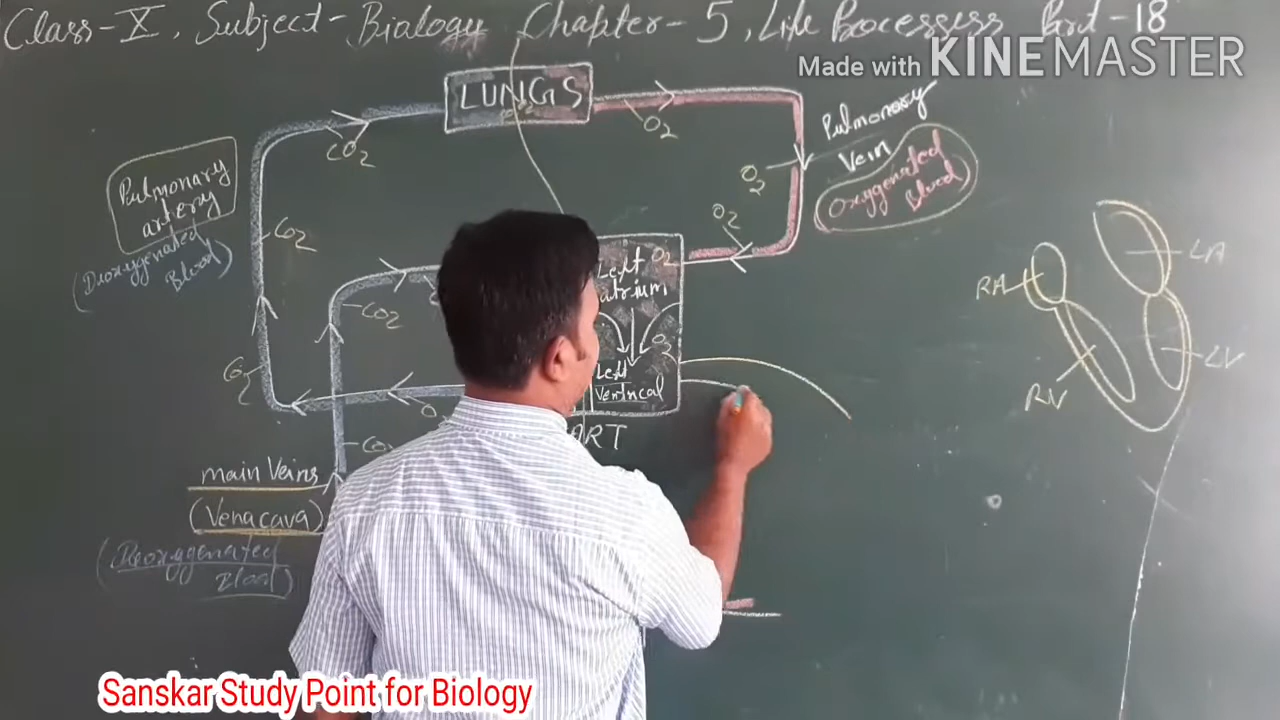 Class-X, Subject-Biology Chapter-5, Life Processess Part-18
Made with KINEMASTER
LUNGS
O2
CO2
Pulmonary
Vein
Oxygenated
Blood
Pulmonary
artery
(Deoxygenated
Blood)
O2
O2
CO2
Left O2
atrium
CO2
O2
Left
Ventrical
LA
RA
LV
RV
main Veins
(Venacava)
(Deoxygenated
Blood)
Sanskar Study Point for Biology